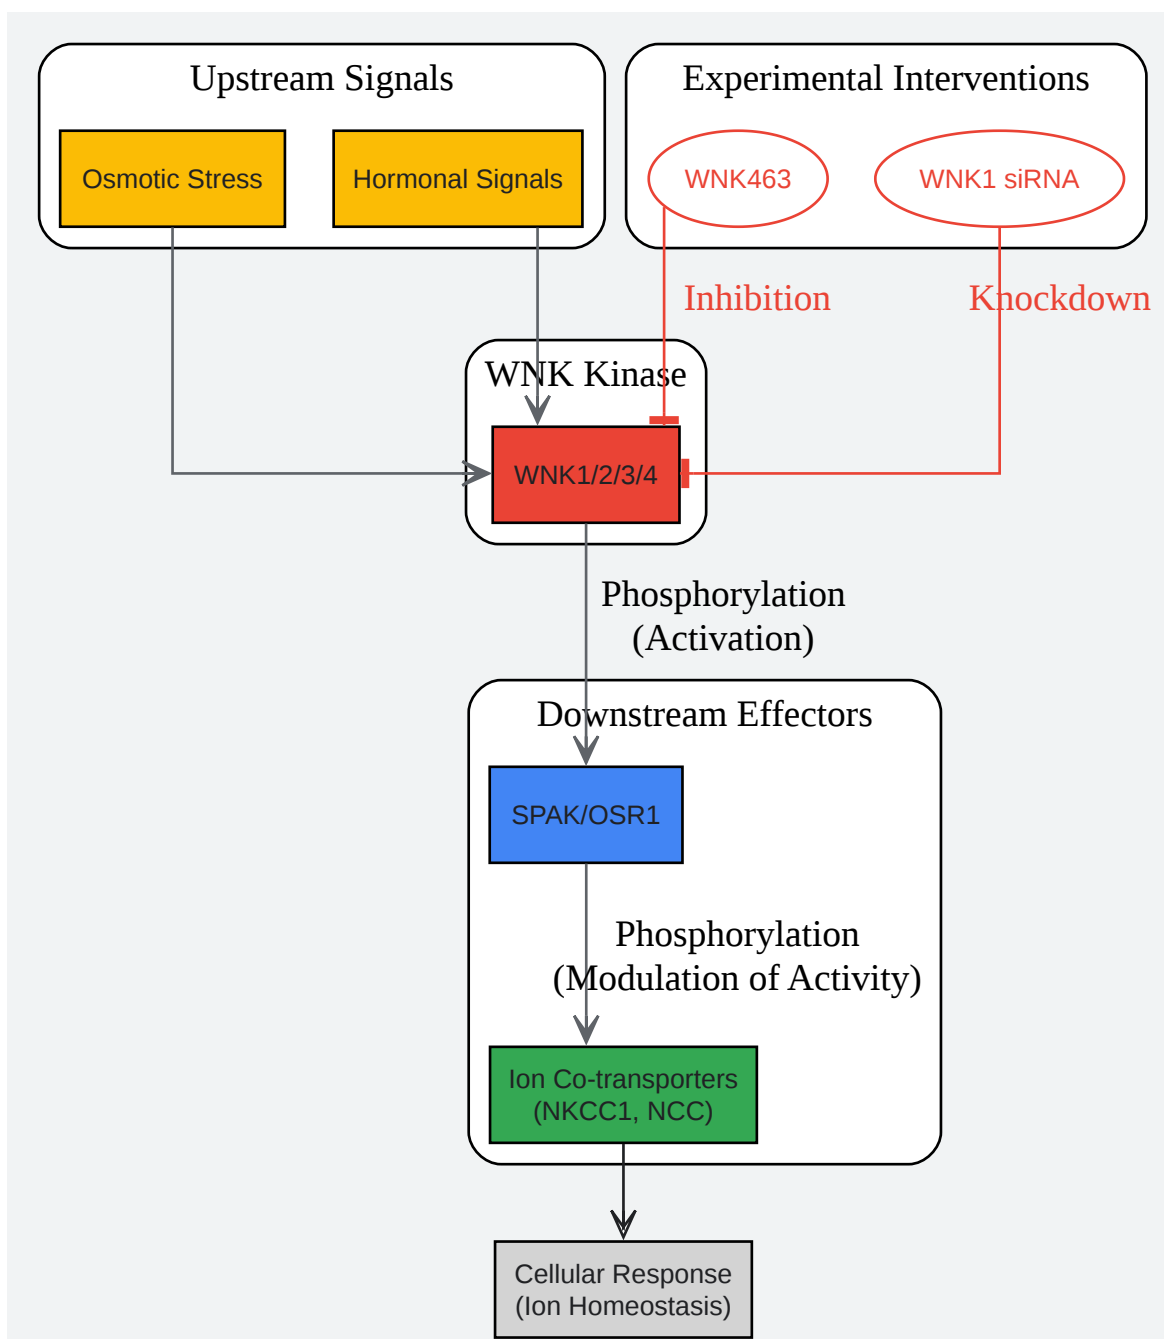 Upstream Signals
Experimental Interventions
Osmotic Stress
Hormonal Signals
WNK463
WNK1 siRNA
Inhibition
Knockdown
WNK Kinase
WNK1/2/3/4
Phosphorylation
(Activation)
Downstream Effectors
SPAK/OSR1
Phosphorylation
(Modulation of Activity)
Ion Co-transporters
(NKCC1, NCC)
Cellular Response
(Ion Homeostasis)